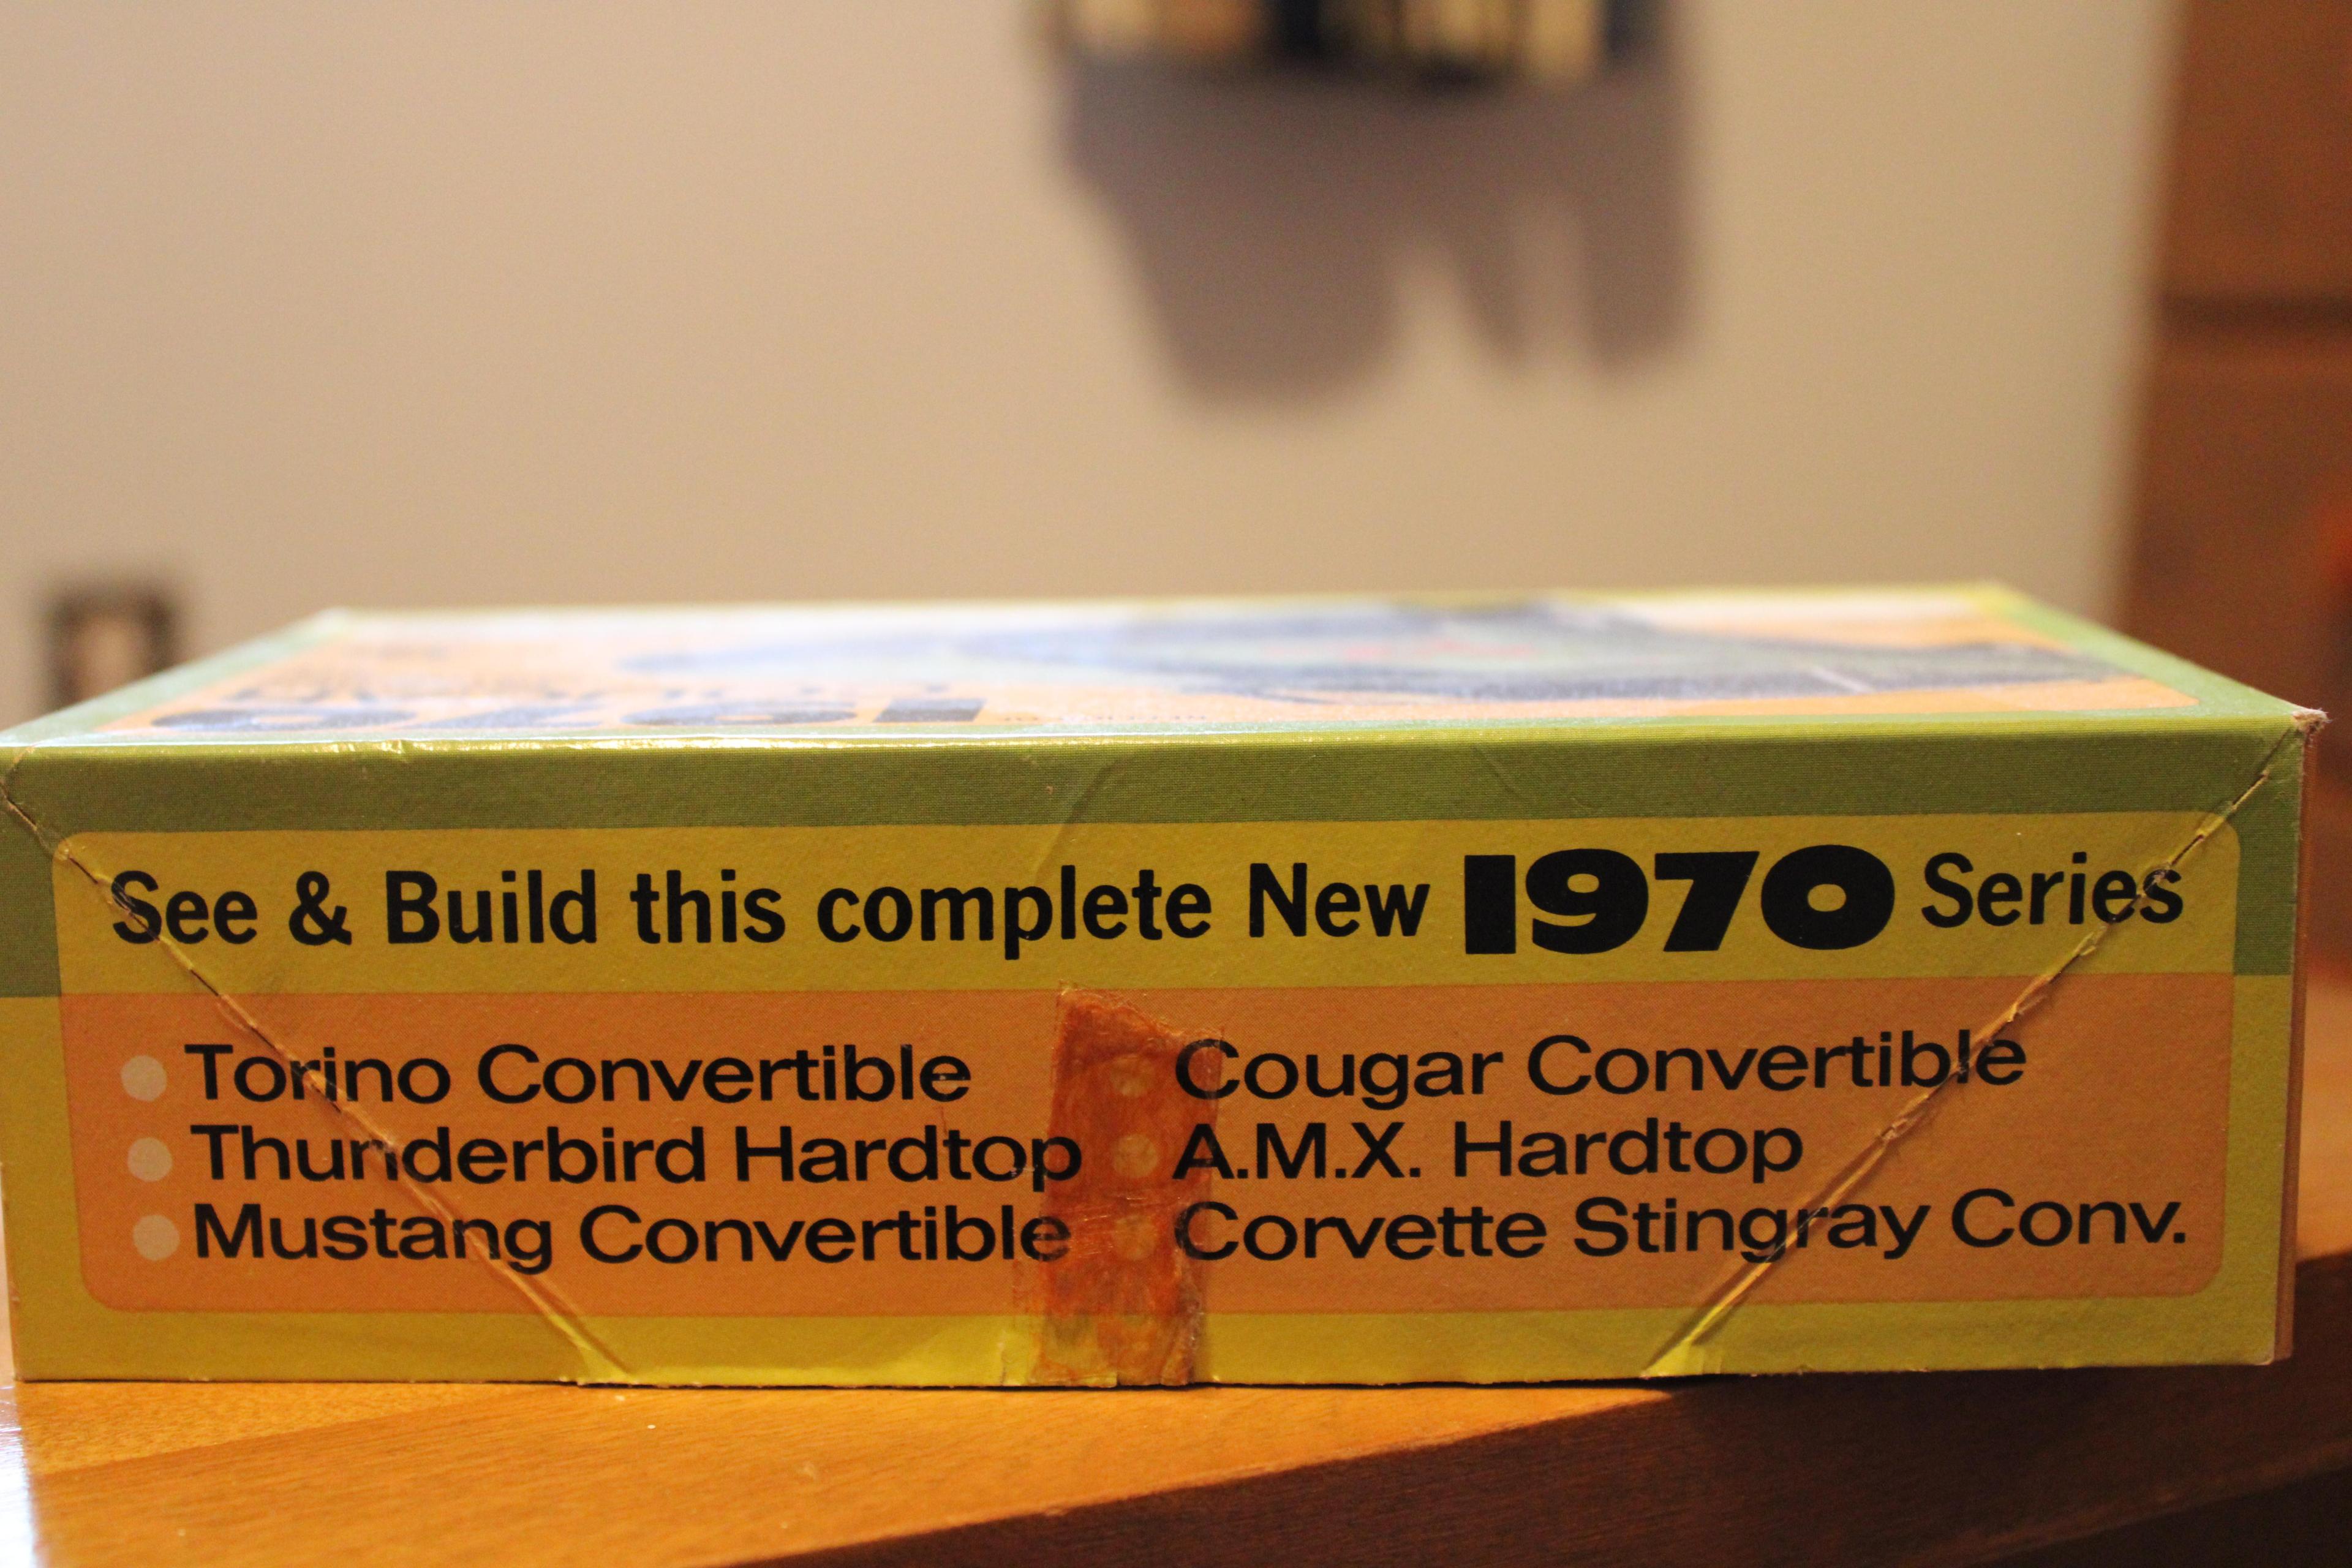 1970
See & Build this complete New 1970 Series
Torino Convertible
Thunderbird Hardtop
Mustang Convertible
Cougar Convertible
A.M.X. Hardtop
Corvette Stingray Conv.